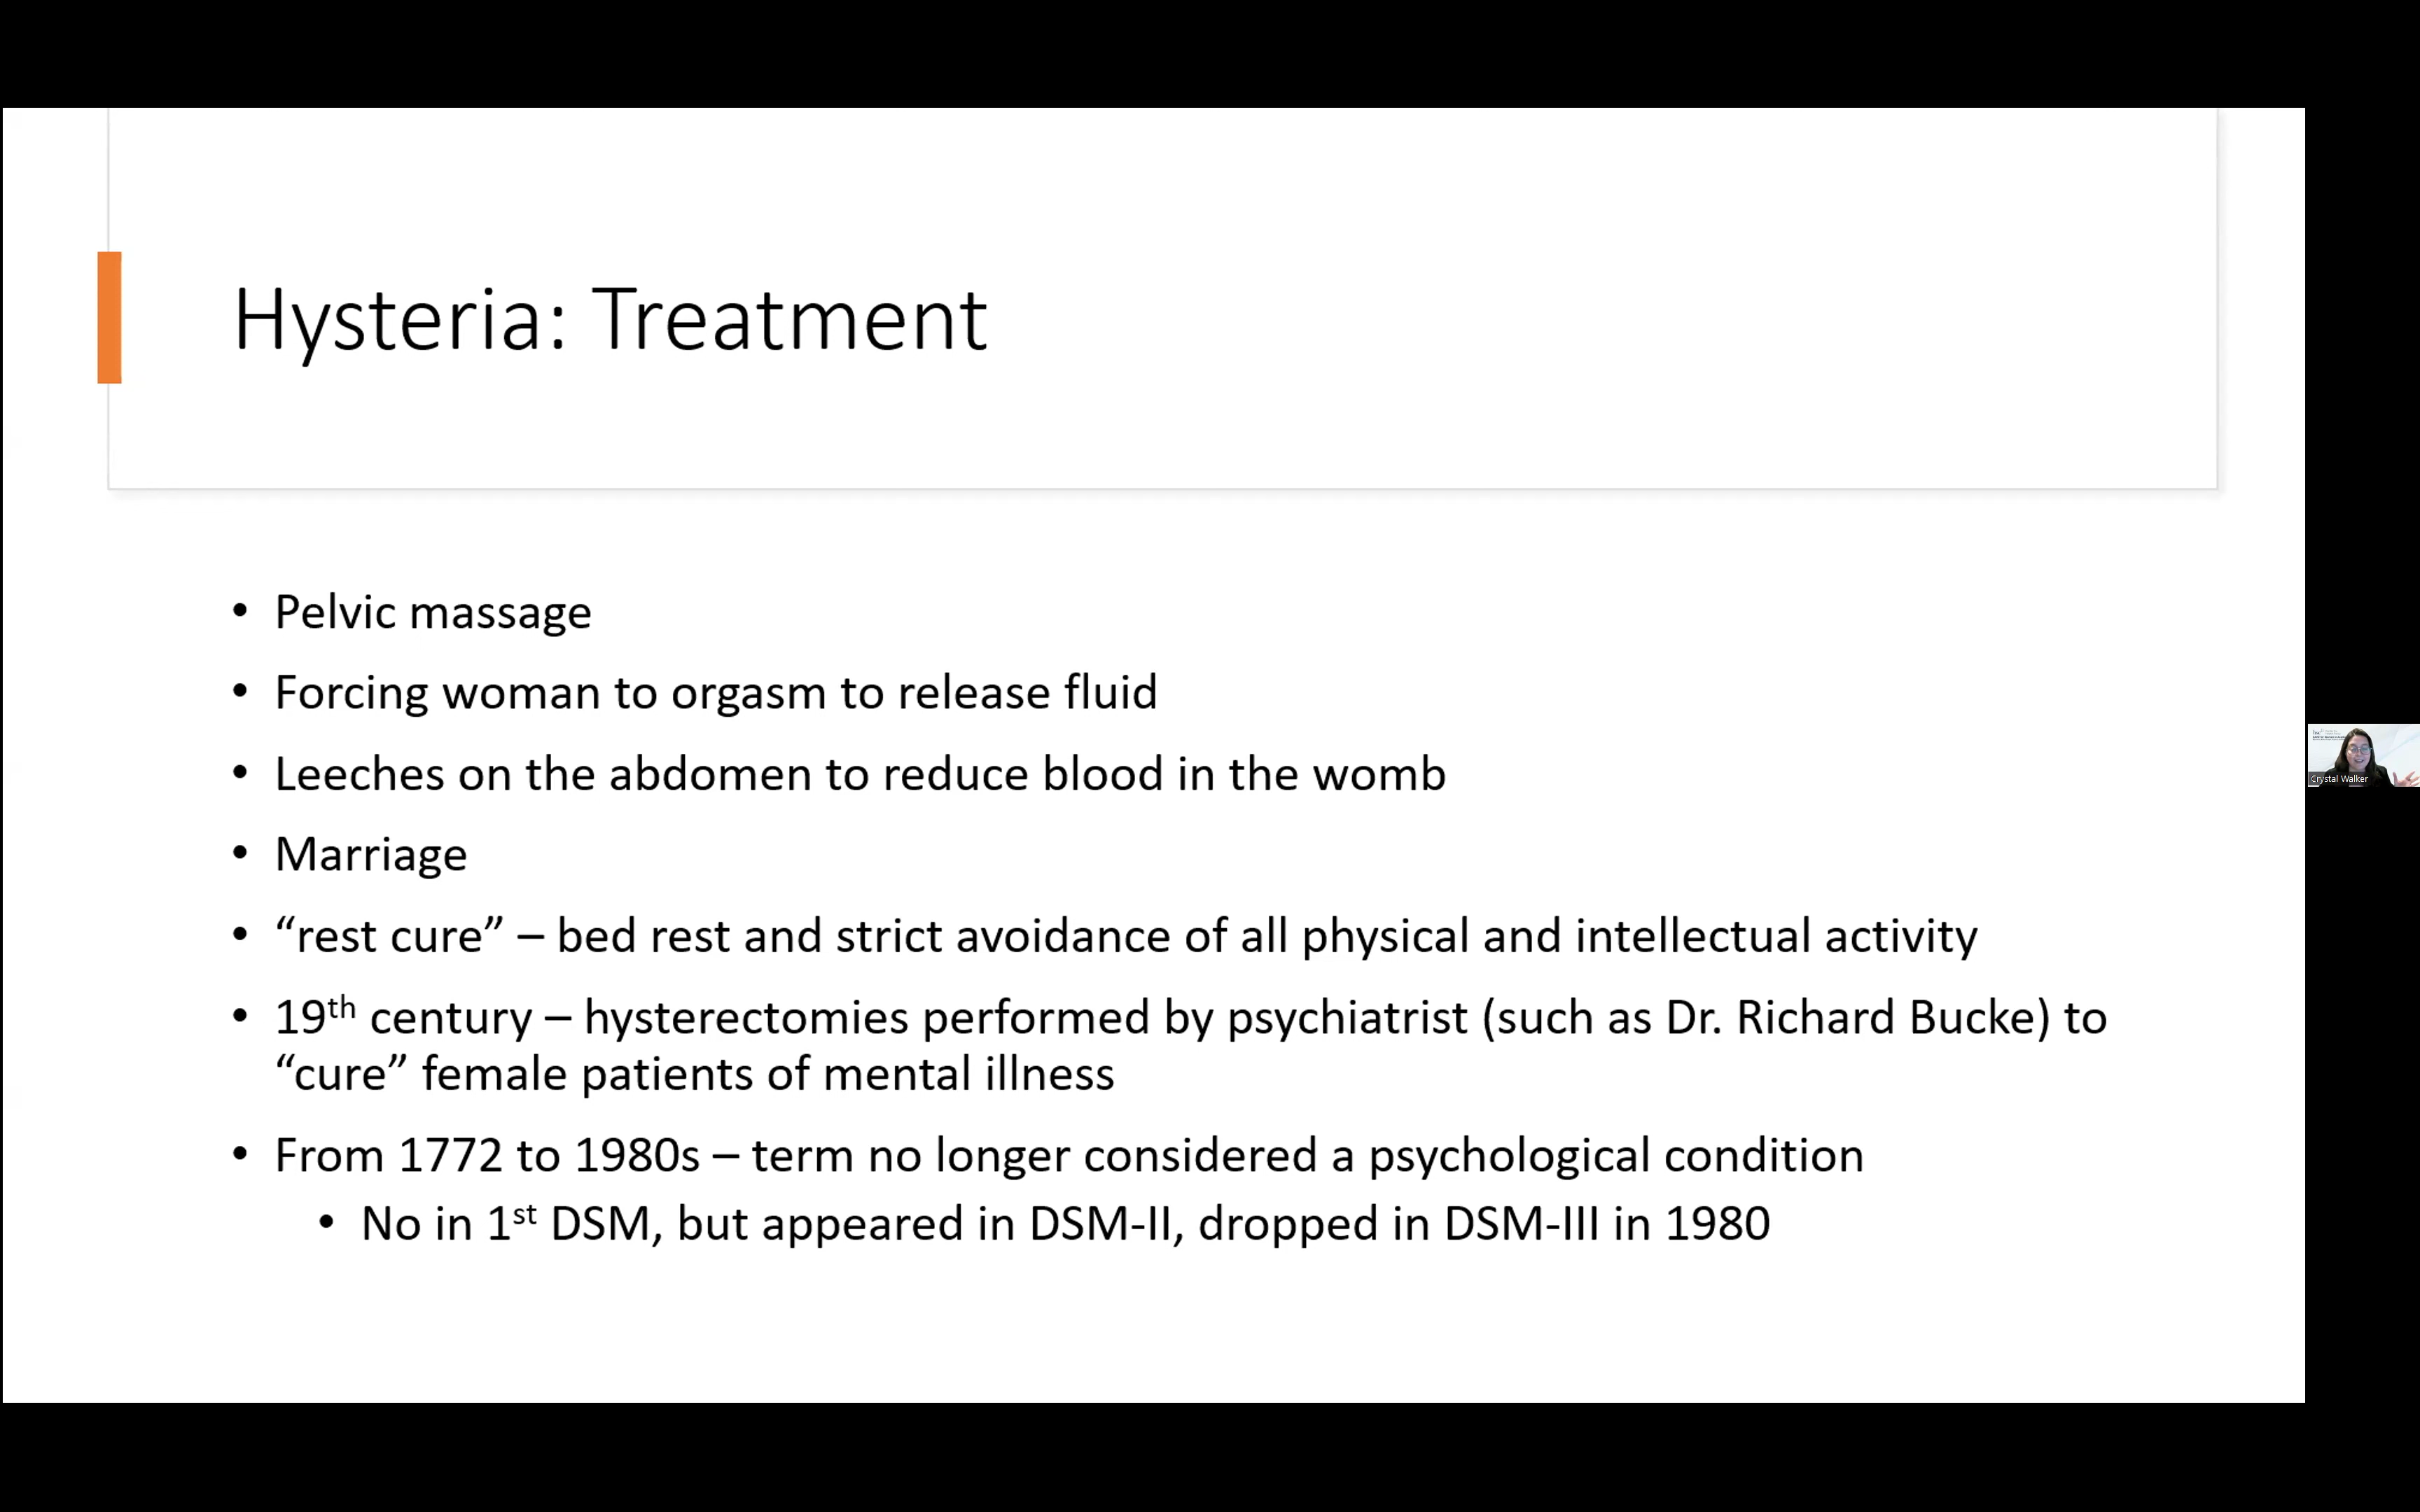 Hysteria: Treatment
• Pelvic massage
• Forcing woman to orgasm to release fluid
• Leeches on the abdomen to reduce blood in the womb
• Marriage
• “rest cure” – bed rest and strict avoidance of all physical and intellectual activity
• 19th century – hysterectomies performed by psychiatrist (such as Dr. Richard Bucke) to
“cure” female patients of mental illness
• From 1772 to 1980s – term no longer considered a psychological condition
• No in 1st DSM, but appeared in DSM-II, dropped in DSM-III in 1980
Crystal Walker